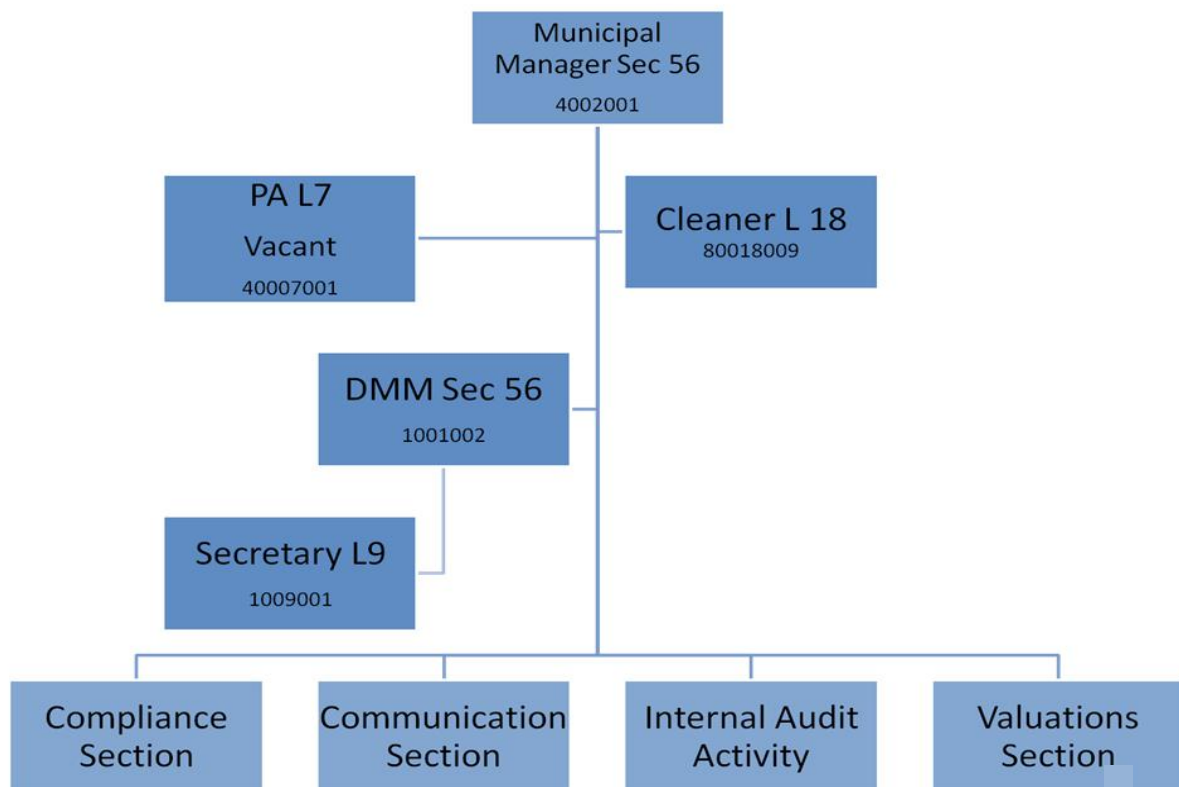 Municipal
Manager Sec 56
4002001
PA L7
Vacant
40007001
Cleaner L 18
80018009
DMM Sec 56
1001002
Secretary L9
1009001
Compliance
Section
Communication
Section
Internal Audit
Activity
Valuations
Section